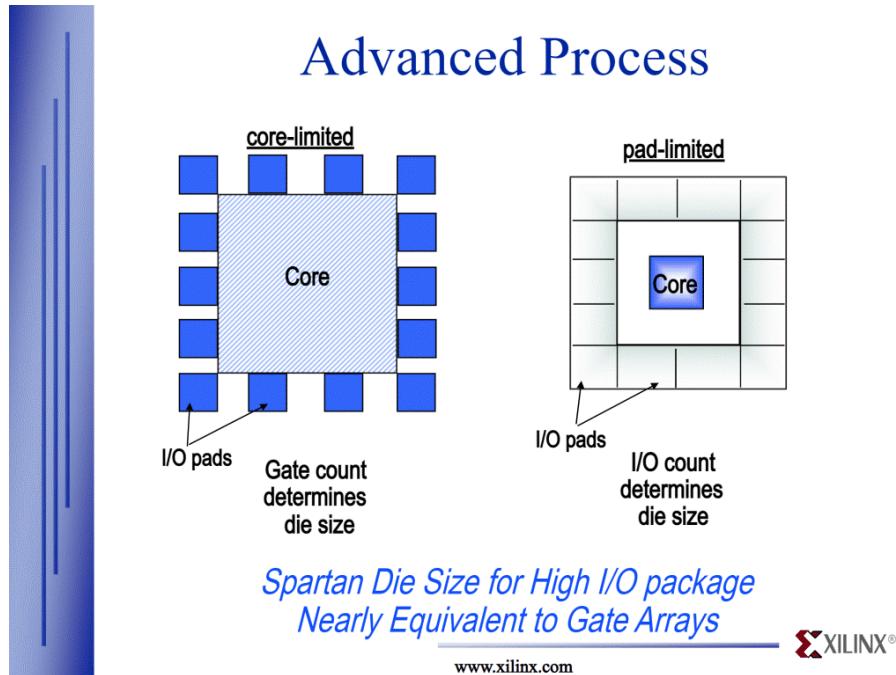 Advanced Process
core-limited
pad-limited
Core
Core
I/O pads
I/O pads
Gate count
determines
die size
I/O count
determines
die size
Spartan Die Size for High I/O package
Nearly Equivalent to Gate Arrays
XILINX®
www.xilinx.com